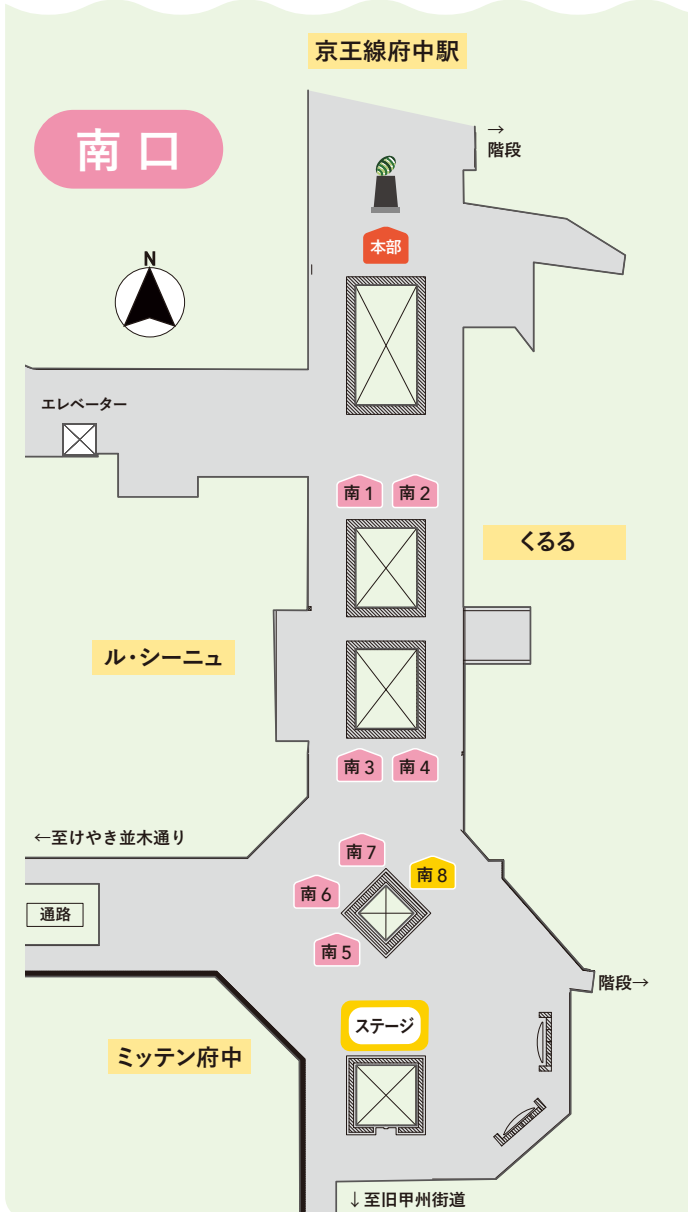 京王線府中駅
南口
→
階段
N
本部
エレベーター
南1
南2
くるる
ル・シーニュ
南3
南4
←至けやき並木通り
南7
南8
南6
通路
南5
階段→
ステージ
ミッテン府中
↓至旧甲州街道